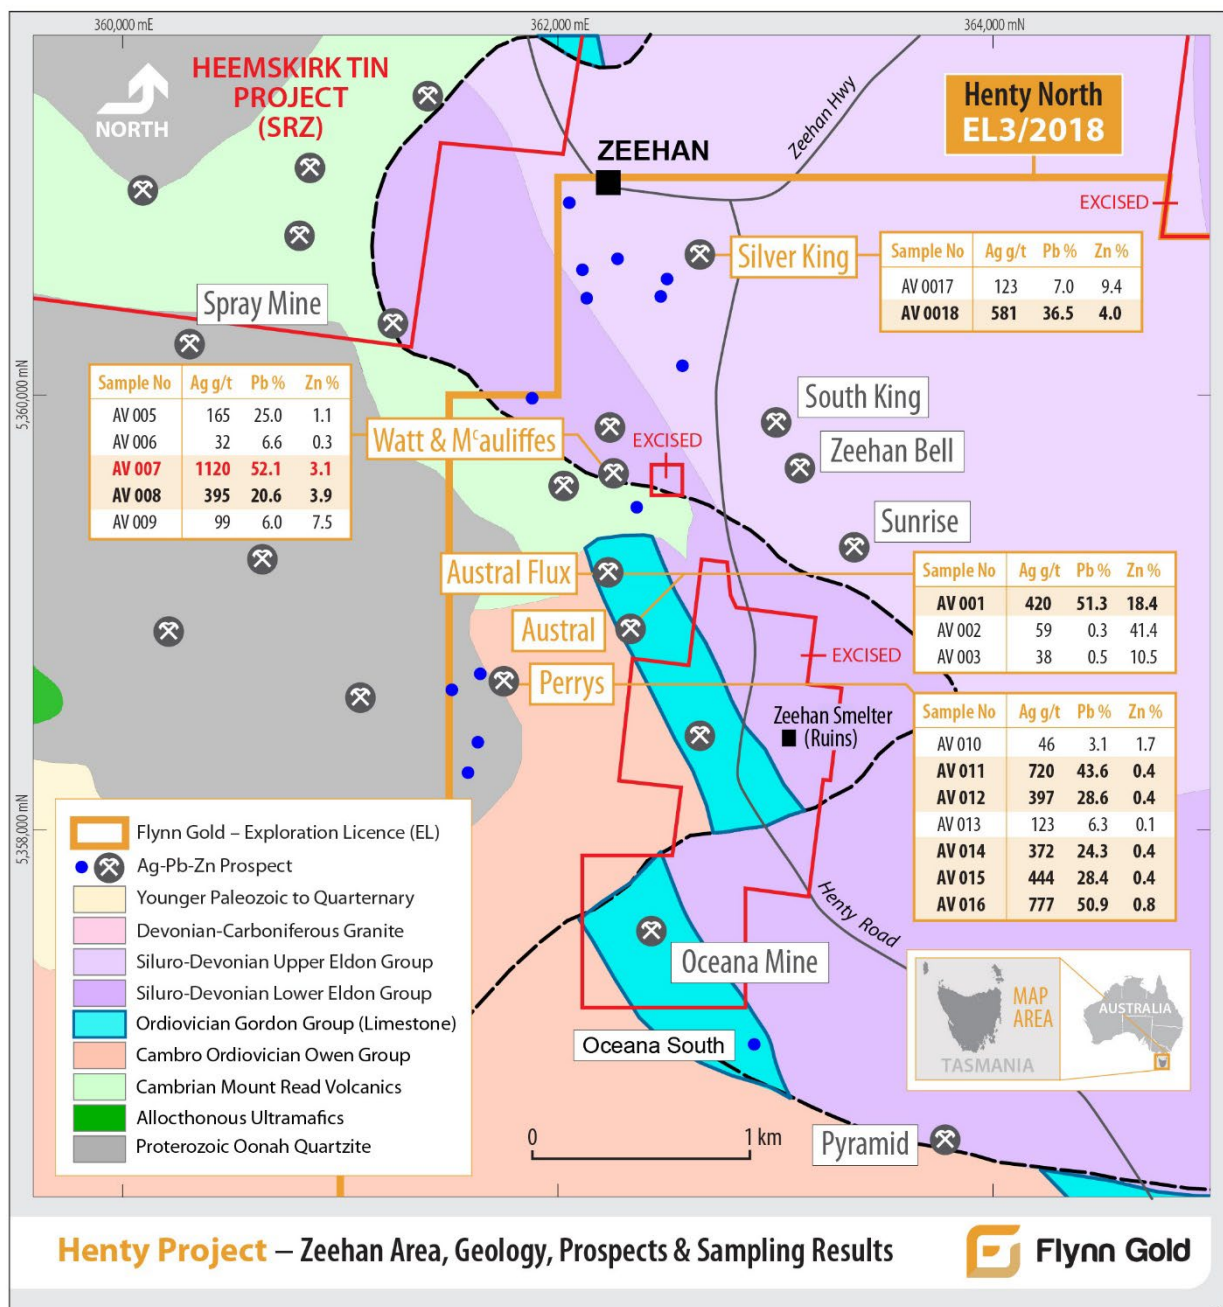 360,000 mE
362,000 mE
364,000 mN
HEEMSKIRK TIN
PROJECT
(SRZ)
NORTH
Zeehan Hwy
Henty North
EL3/2018
ZEEHAN
EXCISED
Silver King
Sample No Ag g/t Pb % Zn %
AV 0017 123 7.0 9.4
AV 0018 581 36.5 4.0
Spray Mine
5,360,000 mN
Sample No Ag g/t Pb % Zn %
AV 005 165 25.0 1.1
AV 006 32 6.6 0.3
AV 007 1120 52.1 3.1
AV 008 395 20.6 3.9
AV 009 99 6.0 7.5
Watt & Mcauliffes
EXCISED
South King
Zeehan Bell
Sunrise
Austral Flux
Austral
Sample No Ag g/t Pb % Zn %
AV 001 420 51.3 18.4
AV 002 59 0.3 41.4
AV 003 38 0.5 10.5
EXCISED
Perrys
Zeehan Smelter
(Ruins)
Sample No Ag g/t Pb % Zn %
AV 010 46 3.1 1.7
AV 011 720 43.6 0.4
AV 012 397 28.6 0.4
AV 013 123 6.3 0.1
AV 014 372 24.3 0.4
AV 015 444 28.4 0.4
AV 016 777 50.9 0.8
5,358,000 mN
Flynn Gold – Exploration Licence (EL)
Ag-Pb-Zn Prospect
Younger Paleozoic to Quarternary
Devonian-Carboniferous Granite
Siluro-Devonian Upper Eldon Group
Siluro-Devonian Lower Eldon Group
Ordiovician Gordon Group (Limestone)
Cambro Ordiovician Owen Group
Cambrian Mount Read Volcanics
Allocthonous Ultramafics
Proterozoic Oonah Quartzite
Henty Road
Oceana Mine
Oceana South
MAP
AREA
TASMANIA
AUSTRALIA
0 1 km
Pyramid
Henty Project – Zeehan Area, Geology, Prospects & Sampling Results
Flynn Gold